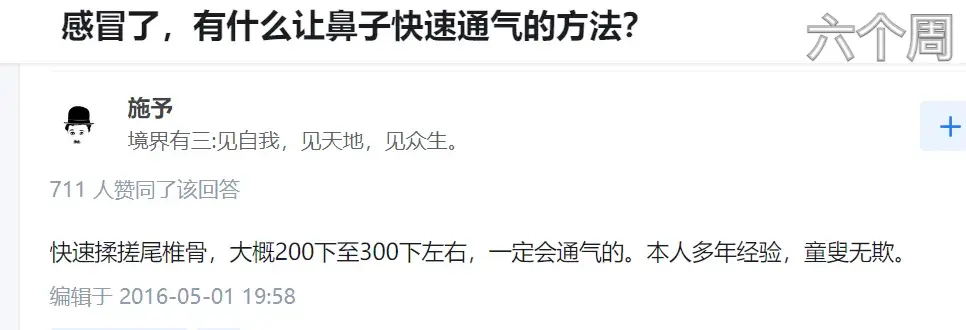 感冒了，有什么让鼻子快速通气的方法？
六个周
施予
境界有三:见自我，见天地，见众生。
711 人赞同了该回答
快速揉搓尾椎骨，大概200下至300下左右，一定会通气的。本人多年经验，童叟无欺。
编辑于 2016-05-01 19:58